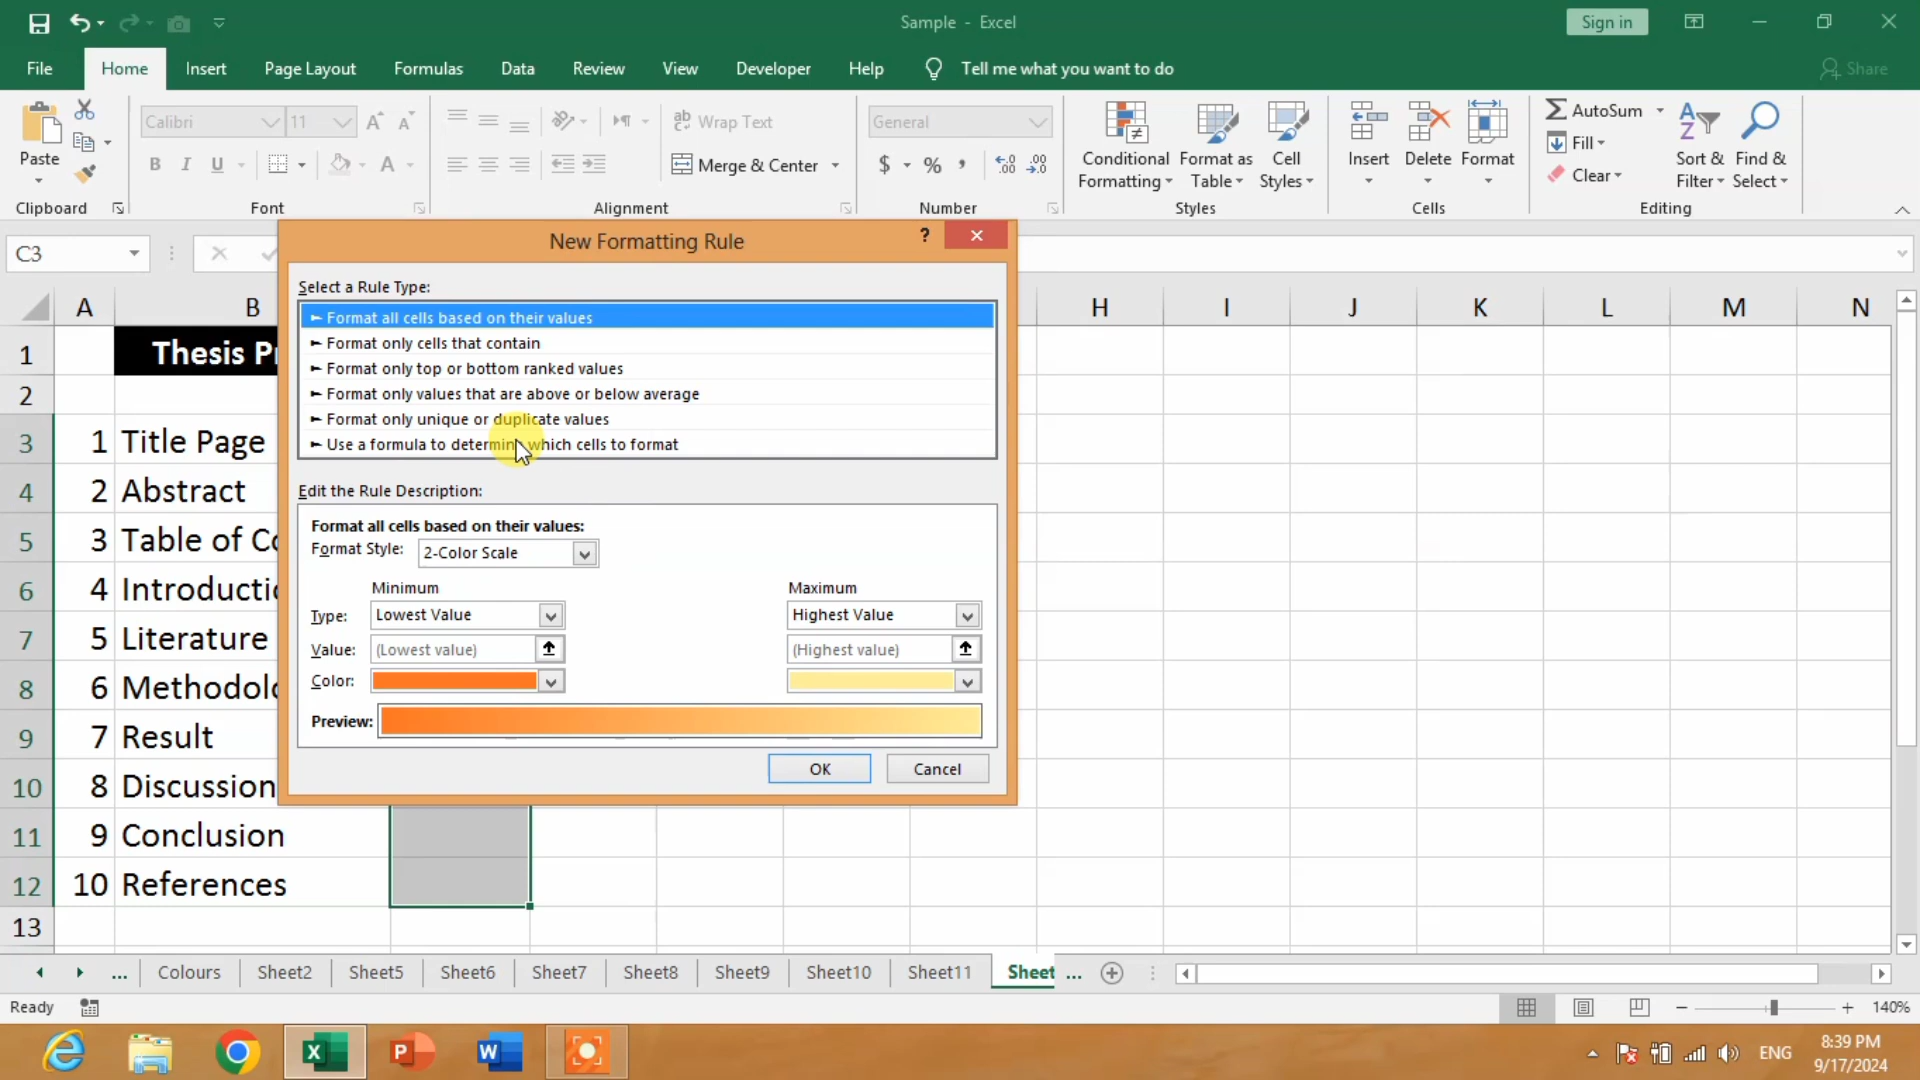 Sample - Excel
Sign in
File Home Insert Page Layout Formulas Data Review View Developer Help Tell me what you want to do Share
Paste
Calibri 11
B I U A
ab Wrap Text
Merge & Center
General
$ % , .00
Conditional Formatting
Format as Table
Cell Styles
Insert
Delete
Format
AutoSum
Fill
Clear
Sort & Filter
Find & Select
Clipboard Font Alignment Number Styles Cells Editing
C3
New Formatting Rule ?
Select a Rule Type:
► Format all cells based on their values
► Format only cells that contain
► Format only top or bottom ranked values
► Format only values that are above or below average
► Format only unique or duplicate values
► Use a formula to determine which cells to format
Edit the Rule Description:
Format all cells based on their values:
Format Style: 2-Color Scale
Minimum Maximum
Type: Lowest Value Highest Value
Value: (Lowest value) (Highest value)
Color:
Preview:
OK Cancel
A B H I J K L M N
1 Thesis P
2
3 1 Title Page
4 2 Abstract
5 3 Table of Co
6 4 Introductio
7 5 Literature
8 6 Methodolo
9 7 Result
10 8 Discussion
11 9 Conclusion
12 10 References
13
... Colours Sheet2 Sheet5 Sheet6 Sheet7 Sheet8 Sheet9 Sheet10 Sheet11 Sheet ...
Ready 140%
ENG
8:39 PM
9/17/2024